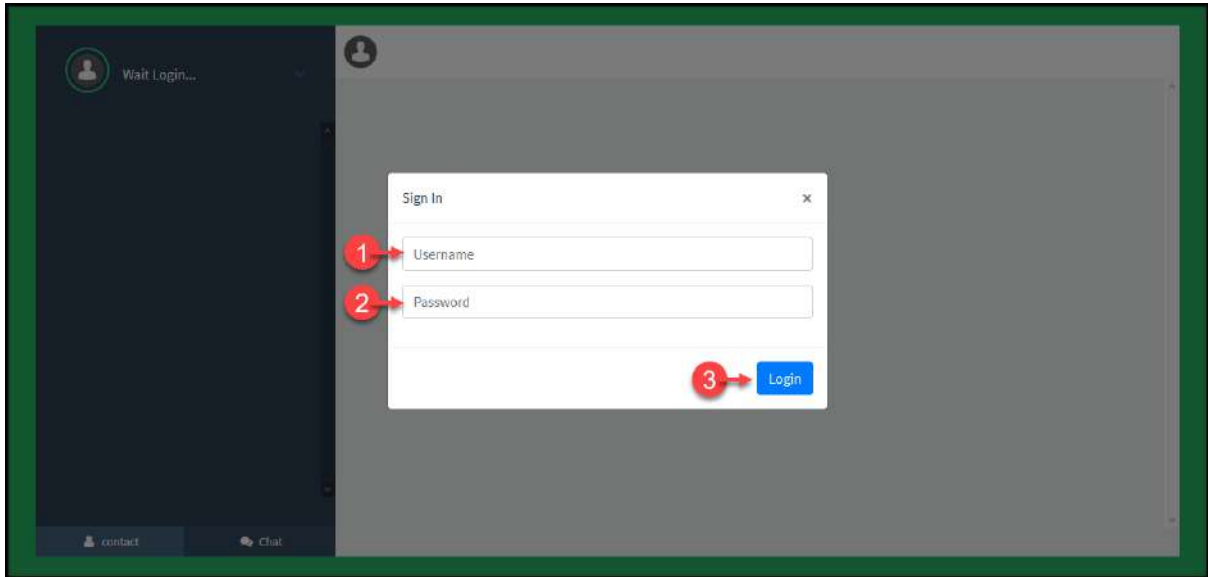 Wait Login...
Sign In
×
1
Username
2
Password
3
Login
contact
Chat